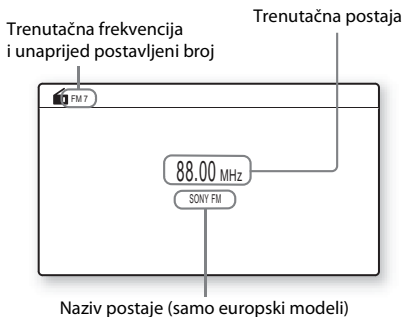 Trenutačna postaja
Trenutačna frekvencija
i unaprijed postavljeni broj
FM 7
88.00 MHz
SONY FM
Naziv postaje (samo europski modeli)